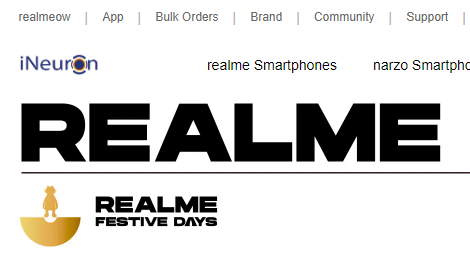 realmeow | App | Bulk Orders | Brand | Community | Support |
iNeuron realme Smartphones narzo Smartpho
REALME
REALME
FESTIVE DAYS